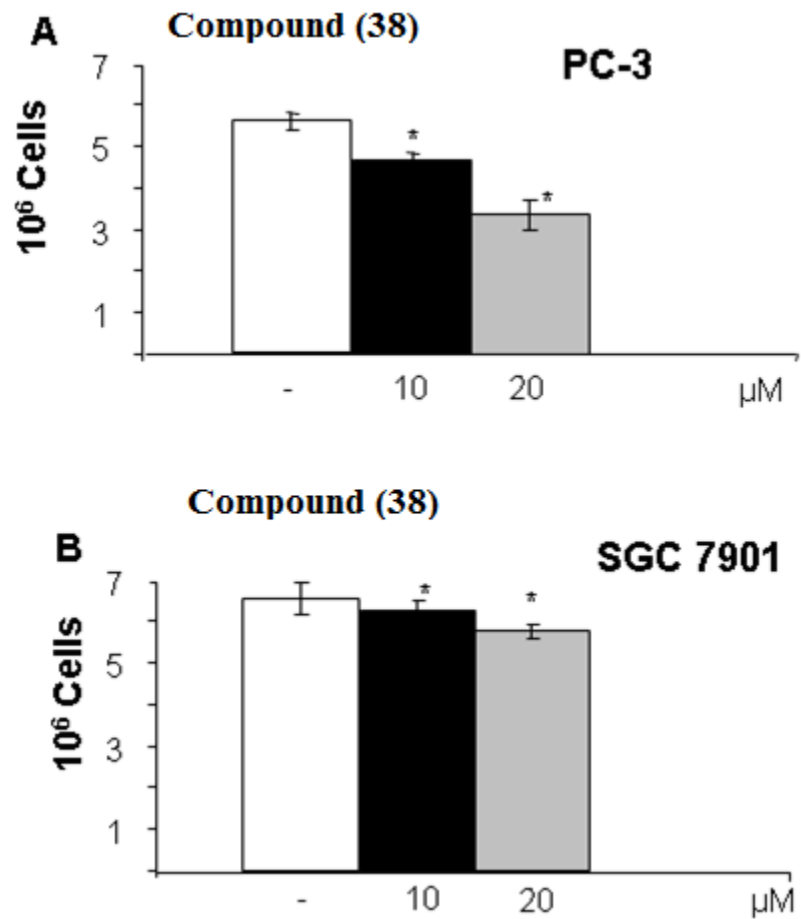 A
Compound (38)
PC-3
10⁶ Cells
7
5
3
1
*
*
- 10 20 µM
Compound (38)
B
SGC 7901
10⁶ Cells
7
5
3
1
*
*
- 10 20 µM